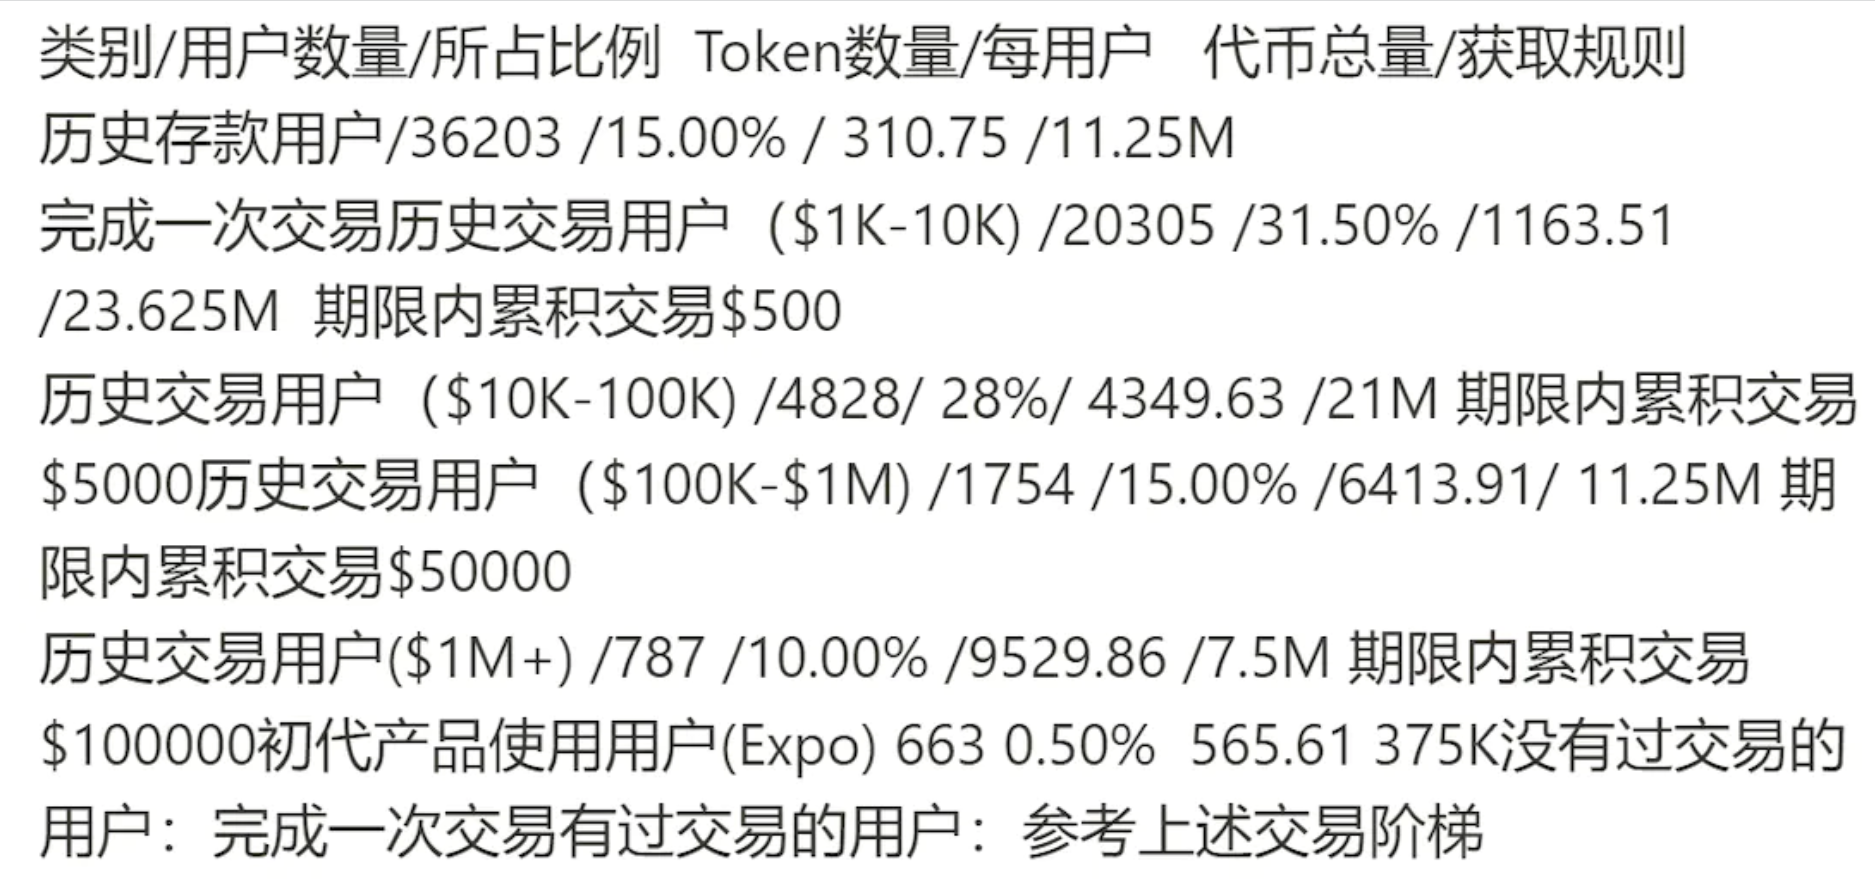 类别/用户数量/所占比例  Token数量/每用户   代币总量/获取规则
历史存款用户/36203 /15.00% / 310.75 /11.25M
完成一次交易历史交易用户（$1K-10K) /20305 /31.50% /1163.51
/23.625M  期限内累积交易$500
历史交易用户（$10K-100K) /4828/ 28%/ 4349.63 /21M 期限内累积交易
$5000历史交易用户（$100K-$1M) /1754 /15.00% /6413.91/ 11.25M 期
限内累积交易$50000
历史交易用户($1M+) /787 /10.00% /9529.86 /7.5M 期限内累积交易
$100000初代产品使用用户(Expo) 663 0.50%  565.61 375K没有过交易的
用户：完成一次交易有过交易的用户：参考上述交易阶梯